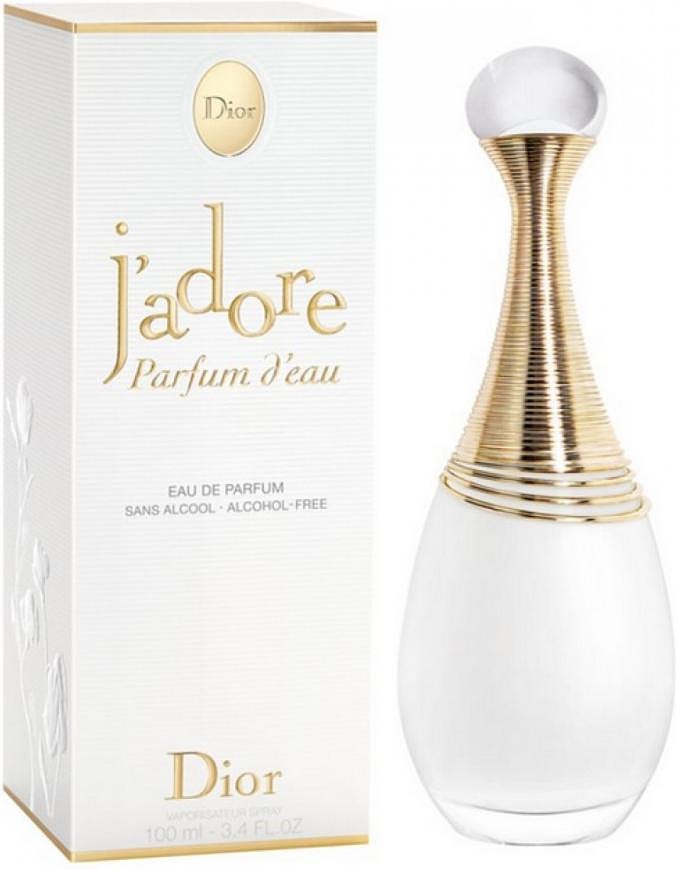 Dior
j'adore
Parfum d'eau
EAU DE PARFUM
SANS ALCOOL · ALCOHOL-FREE
Dior
VAPORISATEUR SPRAY
100 ml - 3.4 FL.OZ